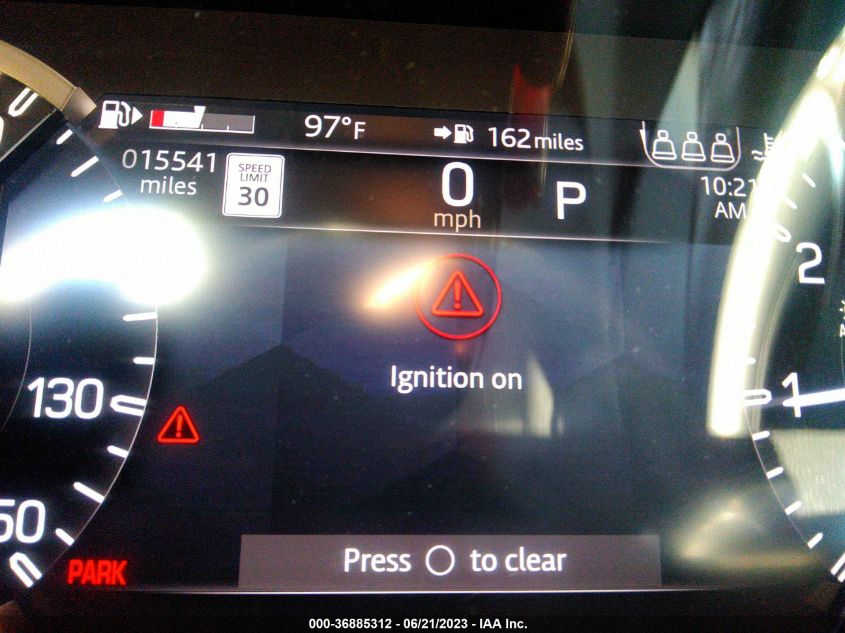 97°F
162 miles
015541
miles
SPEED
LIMIT
30
0
mph
P
10:21
AM
2
Ignition on
130
1
50
Press ○ to clear
PARK
000-36885312 - 06/21/2023 - IAA Inc.